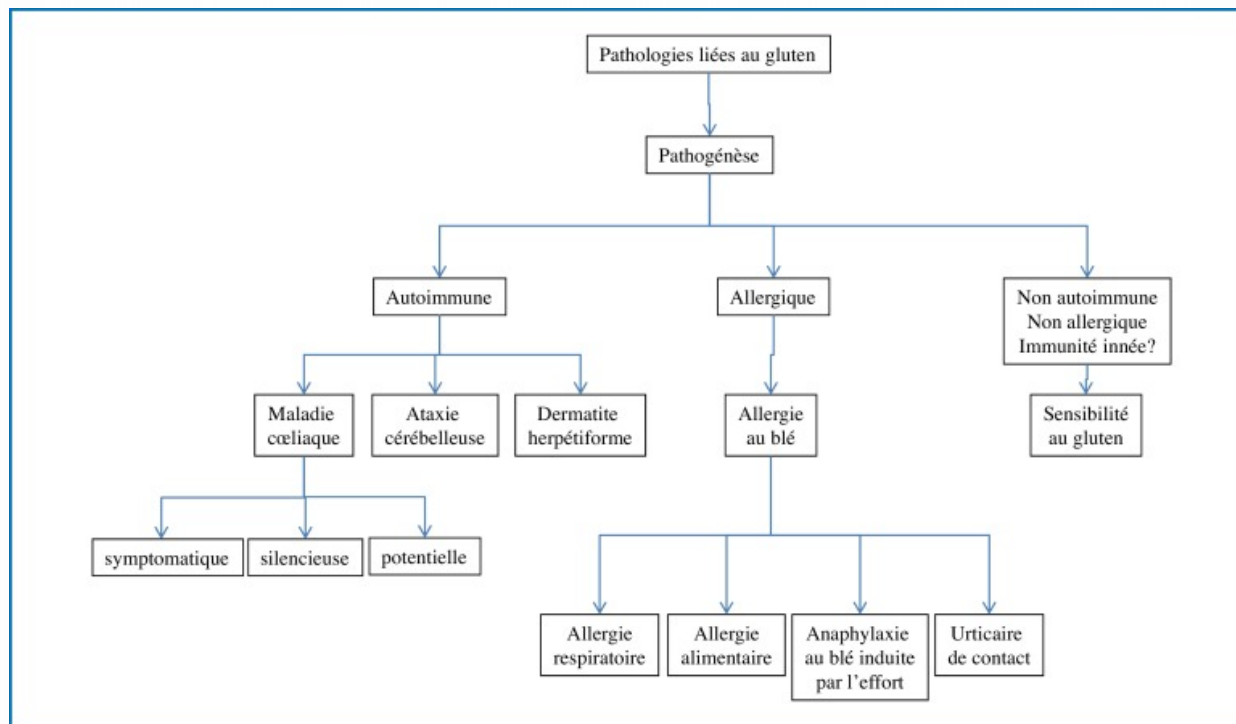 Pathologies liées au gluten
Pathogénèse
Autoimmune
Allergique
Non autoimmune
Non allergique
Immunité innée?
Maladie
cœliaque
Ataxie
cérébelleuse
Dermatite
herpétiforme
Allergie
au blé
Sensibilité
au gluten
symptomatique
silencieuse
potentielle
Allergie
respiratoire
Allergie
alimentaire
Anaphylaxie
au blé induite
par l’effort
Urticaire
de contact